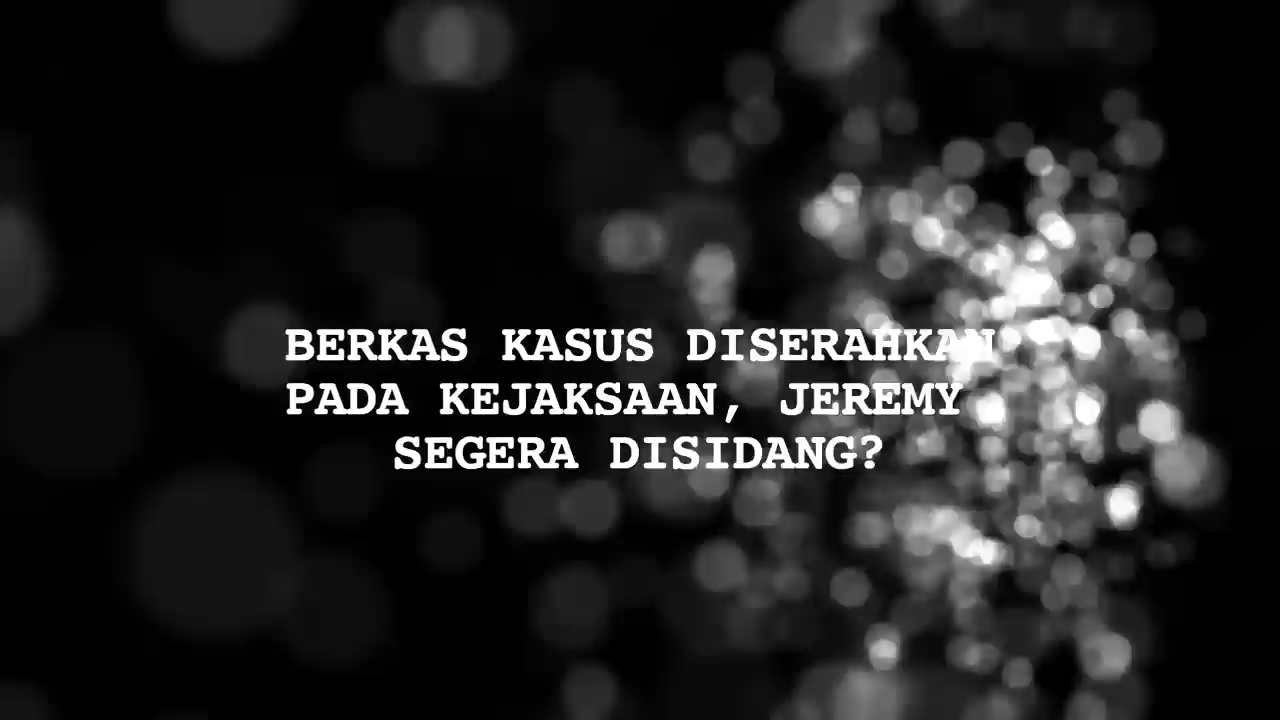 BERKAS KASUS DISERAHKAN
PADA KEJAKSAAN, JEREMY
SEGERA DISIDANG?